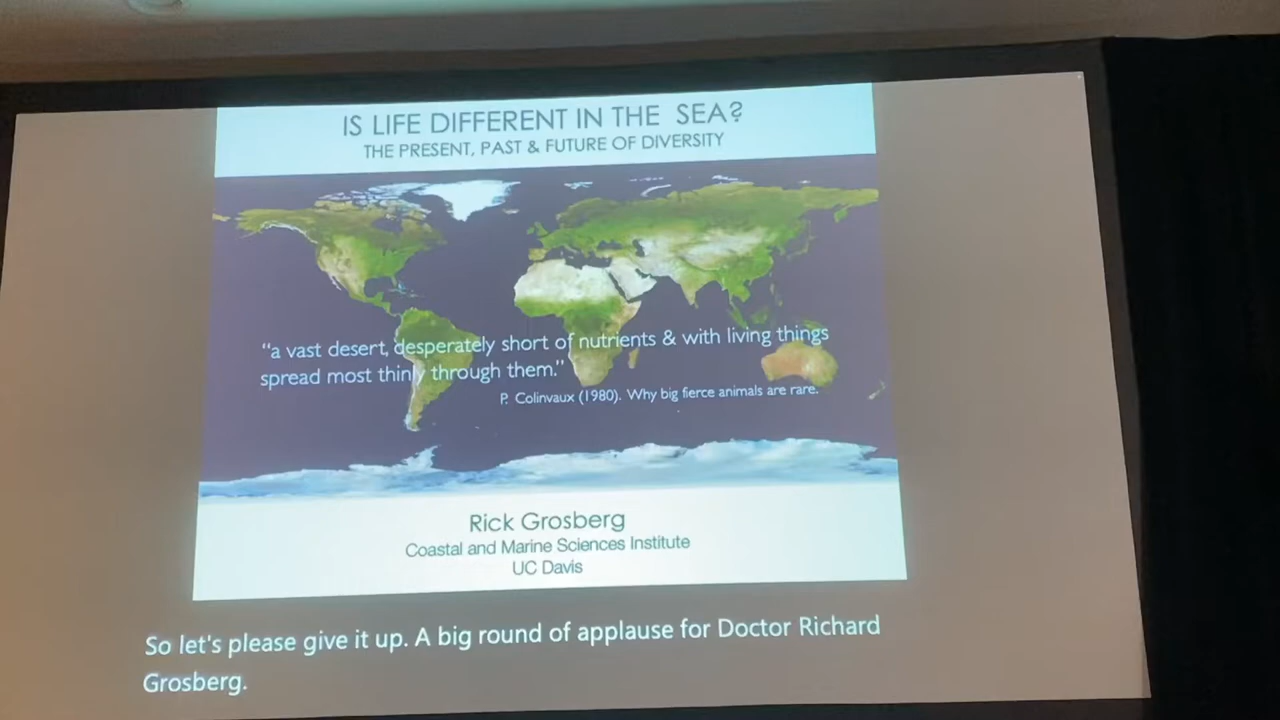 IS LIFE DIFFERENT IN THE SEA?
THE PRESENT, PAST & FUTURE OF DIVERSITY
“a vast desert, desperately short of nutrients & with living things
spread most thinly through them.”
P. Colinvaux (1980). Why big fierce animals are rare.
Rick Grosberg
Coastal and Marine Sciences Institute
UC Davis
So let's please give it up. A big round of applause for Doctor Richard
Grosberg.